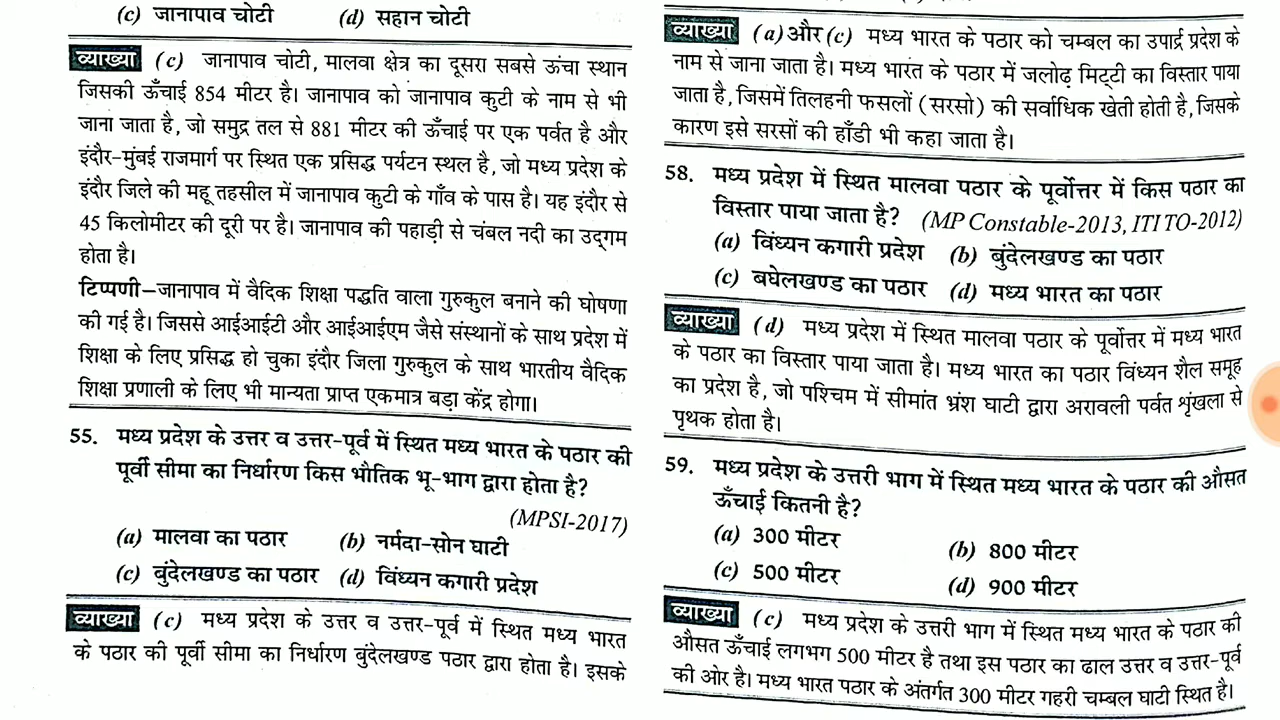 (c) जानापाव चोटी (d) सहान चोटी
व्याख्या (c) जानापाव चोटी, मालवा क्षेत्र का दूसरा सबसे ऊंचा स्थान
जिसकी ऊँचाई 854 मीटर है। जानापाव को जानापाव कुटी के नाम से भी
जाना जाता है, जो समुद्र तल से 881 मीटर की ऊँचाई पर एक पर्वत है और
इंदौर-मुंबई राजमार्ग पर स्थित एक प्रसिद्ध पर्यटन स्थल है, जो मध्य प्रदेश के
इंदौर जिले की महू तहसील में जानापाव कुटी के गाँव के पास है। यह इंदौर से
45 किलोमीटर की दूरी पर है। जानापाव की पहाड़ी से चंबल नदी का उद्गम
होता है।
टिप्पणी–जानापाव में वैदिक शिक्षा पद्धति वाला गुरुकुल बनाने की घोषणा
की गई है। जिससे आईआईटी और आईआईएम जैसे संस्थानों के साथ प्रदेश में
शिक्षा के लिए प्रसिद्ध हो चुका इंदौर जिला गुरुकुल के साथ भारतीय वैदिक
शिक्षा प्रणाली के लिए भी मान्यता प्राप्त एकमात्र बड़ा केंद्र होगा।
55. मध्य प्रदेश के उत्तर व उत्तर-पूर्व में स्थित मध्य भारत के पठार की
पूर्वी सीमा का निर्धारण किस भौतिक भू-भाग द्वारा होता है?
(MPSI-2017)
(a) मालवा का पठार (b) नर्मदा-सोन घाटी
(c) बुंदेलखण्ड का पठार (d) विंध्यन कगारी प्रदेश
व्याख्या (c) मध्य प्रदेश के उत्तर व उत्तर-पूर्व में स्थित मध्य भारत
के पठार की पूर्वी सीमा का निर्धारण बुंदेलखण्ड पठार द्वारा होता है। इसके
व्याख्या (a) और (c) मध्य भारत के पठार को चम्बल का उपार्द्र प्रदेश के
नाम से जाना जाता है। मध्य भारत के पठार में जलोढ़ मिट्टी का विस्तार पाया
जाता है, जिसमें तिलहनी फसलों (सरसो) की सर्वाधिक खेती होती है, जिसके
कारण इसे सरसों की हाँडी भी कहा जाता है।
58. मध्य प्रदेश में स्थित मालवा पठार के पूर्वोत्तर में किस पठार का
विस्तार पाया जाता है? (MP Constable-2013, ITI TO-2012)
(a) विंध्यन कगारी प्रदेश (b) बुंदेलखण्ड का पठार
(c) बघेलखण्ड का पठार (d) मध्य भारत का पठार
व्याख्या (d) मध्य प्रदेश में स्थित मालवा पठार के पूर्वोत्तर में मध्य भारत
के पठार का विस्तार पाया जाता है। मध्य भारत का पठार विंध्यन शैल समूह
का प्रदेश है, जो पश्चिम में सीमांत भ्रंश घाटी द्वारा अरावली पर्वत शृंखला से
पृथक होता है।
59. मध्य प्रदेश के उत्तरी भाग में स्थित मध्य भारत के पठार की औसत
ऊँचाई कितनी है?
(a) 300 मीटर (b) 800 मीटर
(c) 500 मीटर (d) 900 मीटर
व्याख्या (c) मध्य प्रदेश के उत्तरी भाग में स्थित मध्य भारत के पठार की
औसत ऊँचाई लगभग 500 मीटर है तथा इस पठार का ढाल उत्तर व उत्तर-पूर्व
की ओर है। मध्य भारत पठार के अंतर्गत 300 मीटर गहरी चम्बल घाटी स्थित है।